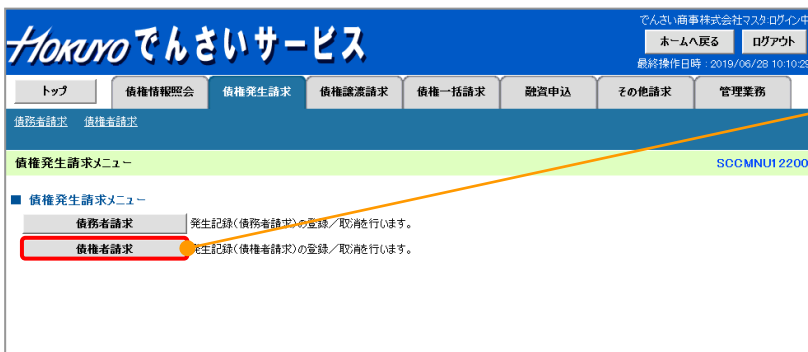 でんさい商事株式会社マスタ:ログイン中
HOKUYOでんさいサービス
ホームへ戻る ログアウト
最終操作日時:2019/06/28 10:10:29
トップ 債権情報照会 債権発生請求 債権譲渡請求 債権一括請求 融資申込 その他請求 管理業務
債務者請求 債権者請求
債権発生請求メニュー SCCMNU12200
■ 債権発生請求メニュー
債務者請求 発生記録(債務者請求)の登録/取消を行います。
債権者請求 発生記録(債権者請求)の登録/取消を行います。